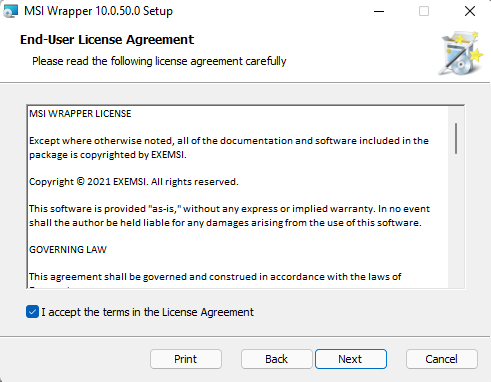 MSI Wrapper 10.0.50.0 Setup
End-User License Agreement
Please read the following license agreement carefully
MSI WRAPPER LICENSE
Except where otherwise noted, all of the documentation and software included in the
package is copyrighted by EXEMSI.
Copyright © 2021 EXEMSI. All rights reserved.
This software is provided "as-is," without any express or implied warranty. In no event
shall the author be held liable for any damages arising from the use of this software.
GOVERNING LAW
This agreement shall be governed and construed in accordance with the laws of
I accept the terms in the License Agreement
Print Back Next Cancel